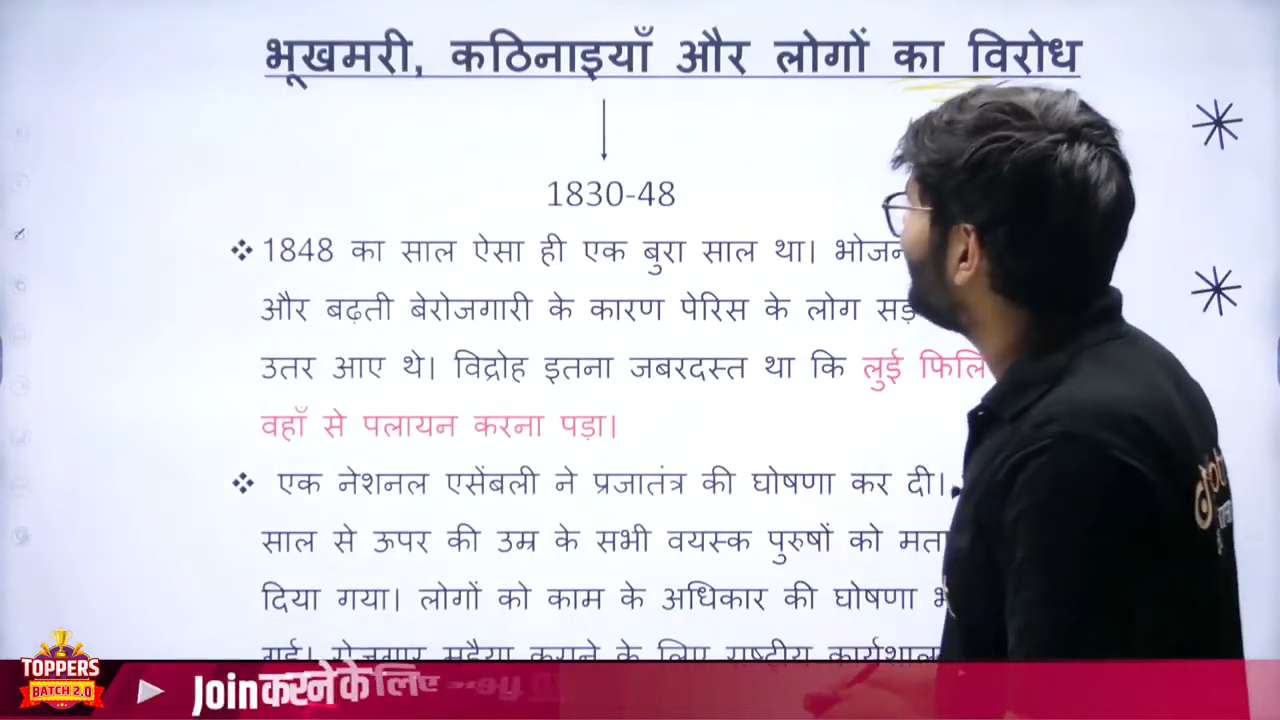 भूखमरी, कठिनाइयाँ और लोगों का विरोध
1830-48
❖ 1848 का साल ऐसा ही एक बुरा साल था। भोजन
और बढ़ती बेरोजगारी के कारण पेरिस के लोग
उतर आए थे। विद्रोह इतना जबरदस्त था कि लुई
वहाँ से पलायन करना पड़ा।
❖ एक नेशनल एसेंबली ने प्रजातंत्र की घोषणा कर दी।
साल से ऊपर की उम्र के सभी वयस्क पुरुषों को
दिया गया। लोगों को काम के अधिकार की घोषणा
TOPPERS
BATCH 2.0
Join करने के लिए